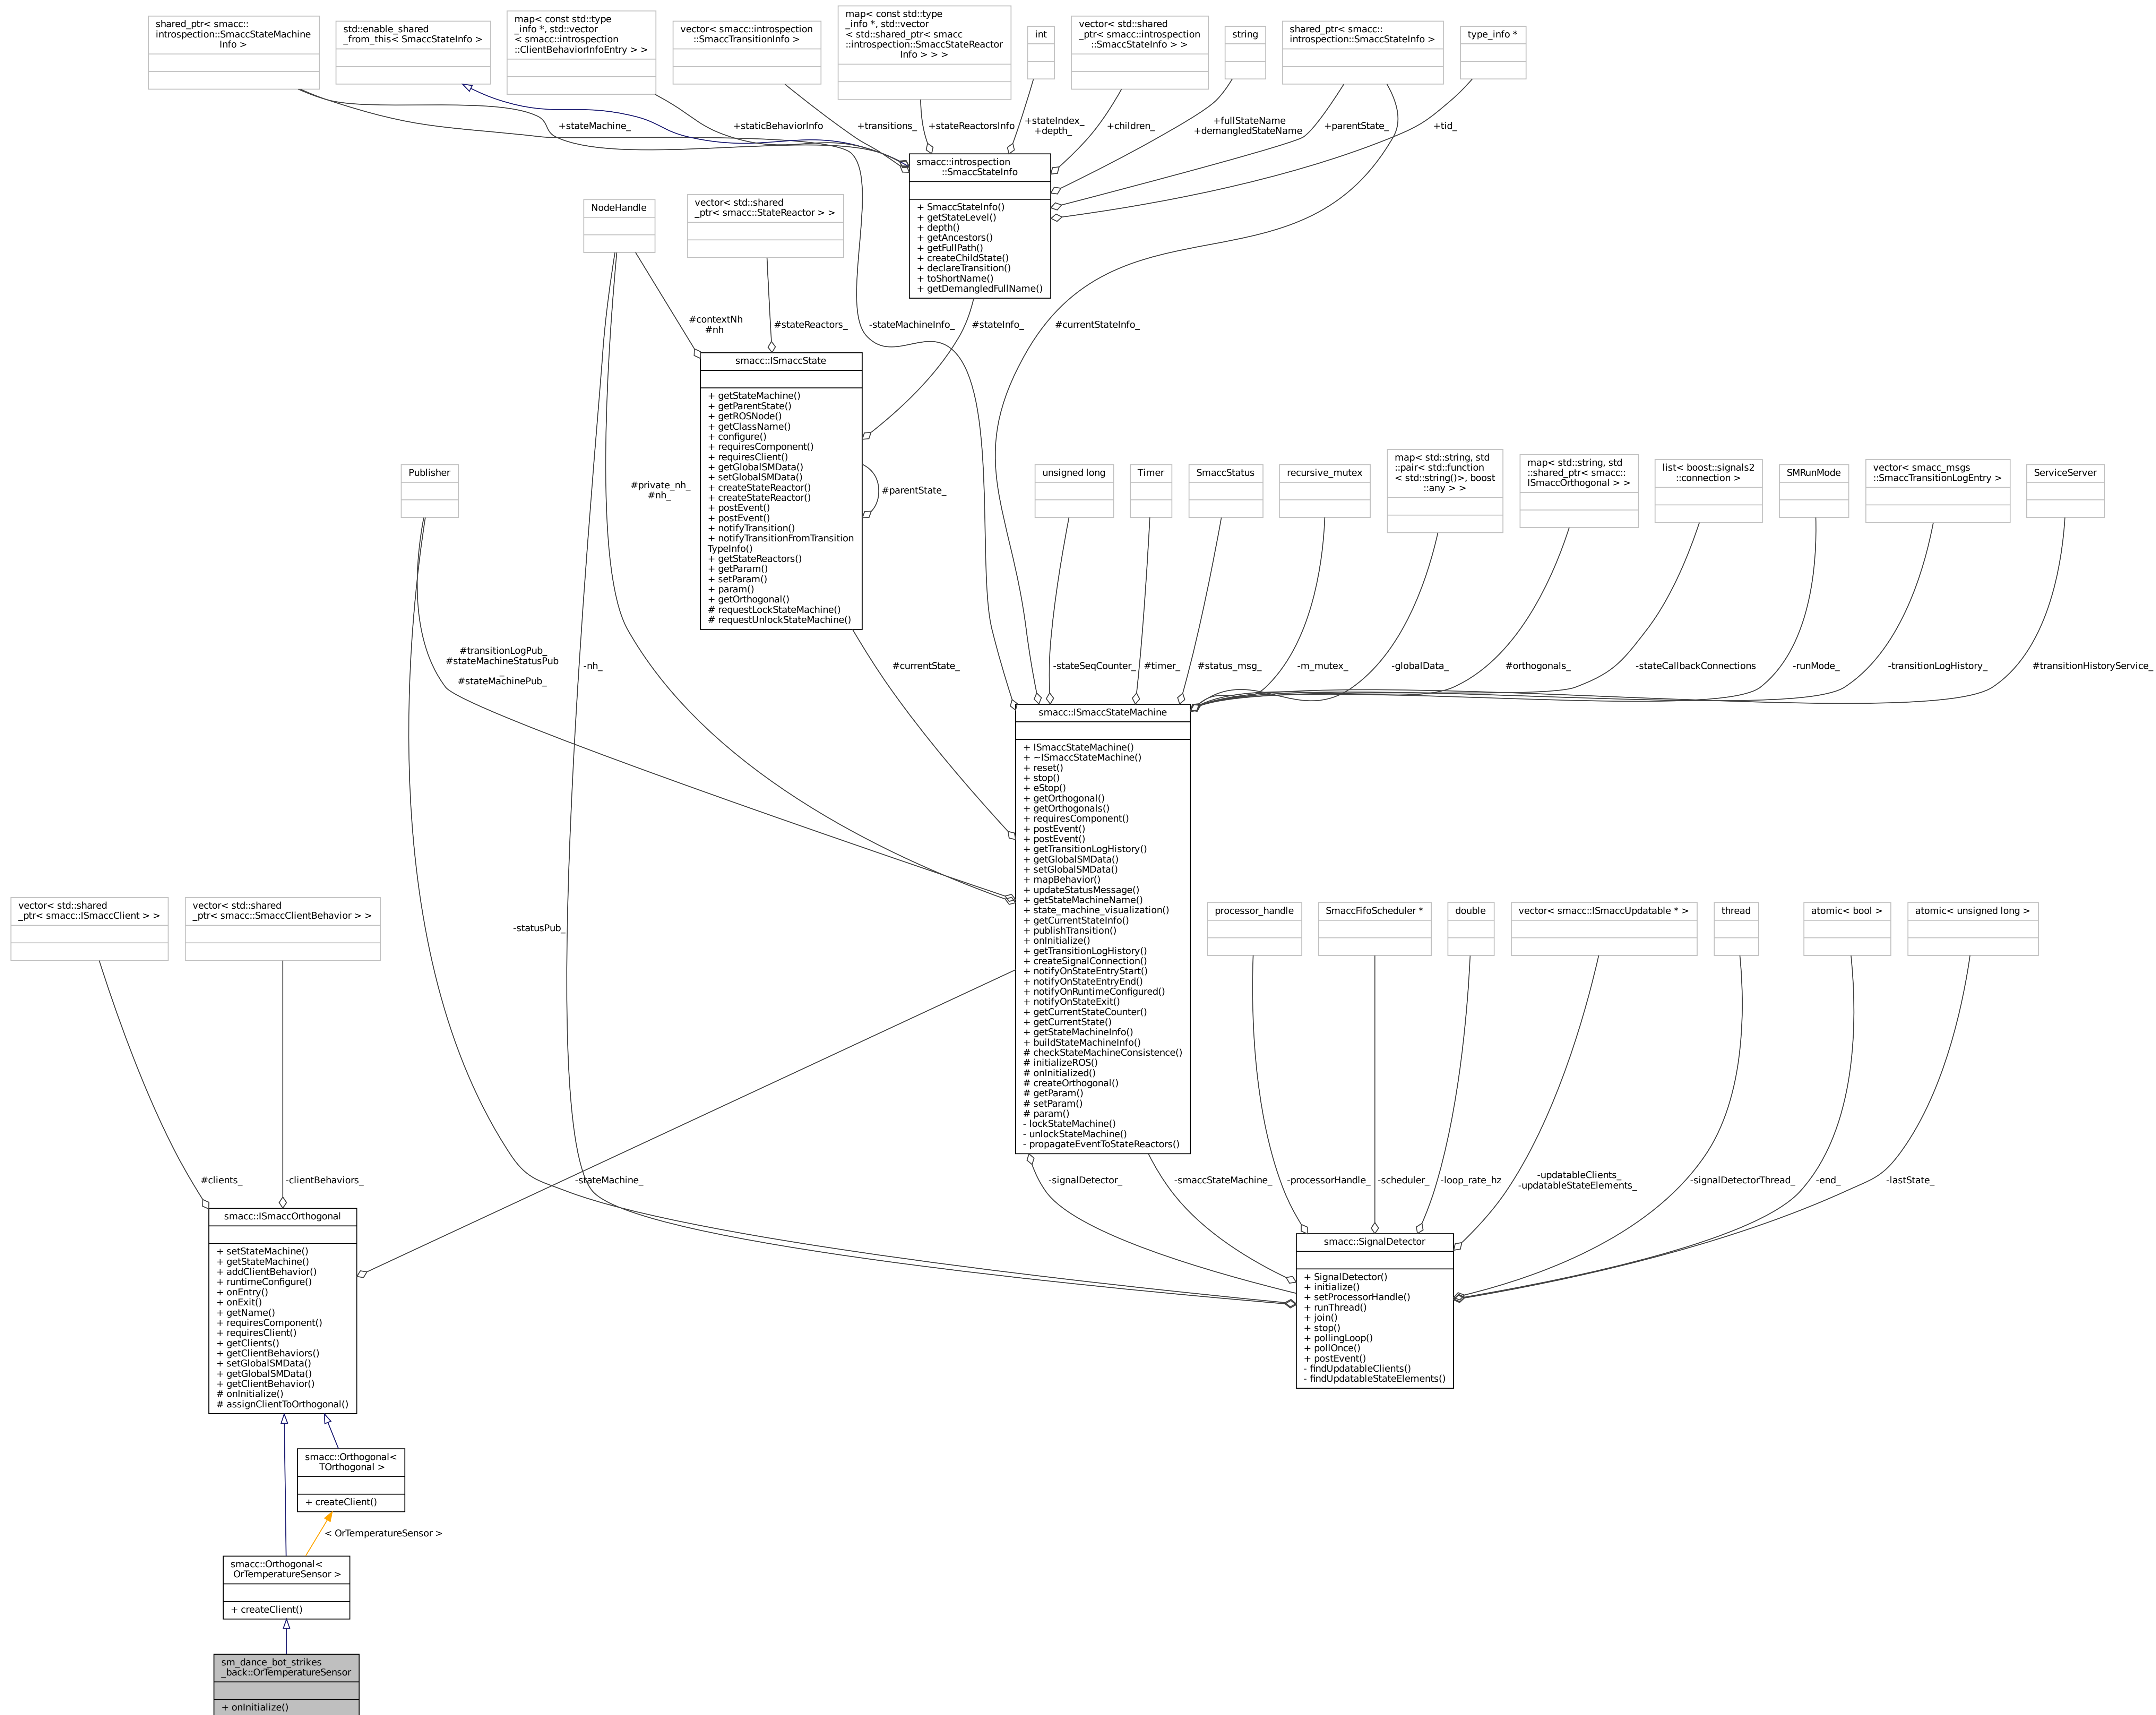 shared_ptr< smacc::
introspection::SmaccStateMachine
Info >
std::enable_shared
_from_this< SmaccStateInfo >
map< const std::type
_info *, std::vector
< smacc::introspection
::ClientBehaviorInfoEntry > >
vector< smacc::introspection
::SmaccTransitionInfo >
map< const std::type
_info *, std::vector
< std::shared_ptr< smacc
::introspection::SmaccStateReactor
Info > > >
int
vector< std::shared
_ptr< smacc::introspection
::SmaccStateInfo > >
string
shared_ptr< smacc::
introspection::SmaccStateInfo >
type_info *
+stateMachine_
+staticBehaviorInfo
+transitions_
+stateReactorsInfo
+stateIndex_
+depth_
+children_
+fullStateName
+demangledStateName
+parentState_
+tid_
smacc::introspection
::SmaccStateInfo
+ SmaccStateInfo()
+ getStateLevel()
+ depth()
+ getAncestors()
+ getFullPath()
+ createChildState()
+ declareTransition()
+ toShortName()
+ getDemangledFullName()
NodeHandle
vector< std::shared
_ptr< smacc::StateReactor > >
#contextNh
#nh
#stateReactors_
-stateMachineInfo_
#stateInfo_
#currentStateInfo_
smacc::ISmaccState
+ getStateMachine()
+ getParentState()
+ getROSNode()
+ getClassName()
+ configure()
+ requiresComponent()
+ requiresClient()
+ getGlobalSMData()
+ setGlobalSMData()
+ createStateReactor()
+ createStateReactor()
+ postEvent()
+ postEvent()
+ notifyTransition()
+ notifyTransitionFromTransition
TypeInfo()
+ getStateReactors()
+ getParam()
+ setParam()
+ param()
+ getOrthogonal()
# requestLockStateMachine()
# requestUnlockStateMachine()
#parentState_
Publisher
#private_nh_
#nh_
unsigned long
Timer
SmaccStatus
recursive_mutex
map< std::string, std
::pair< std::function
< std::string()>, boost
::any > >
map< std::string, std
::shared_ptr< smacc::
ISmaccOrthogonal > >
list< boost::signals2
::connection >
SMRunMode
vector< smacc_msgs
::SmaccTransitionLogEntry >
ServiceServer
#transitionLogPub_
#stateMachineStatusPub
_
#stateMachinePub_
-nh_
#currentState_
-stateSeqCounter_
#timer_
#status_msg_
-m_mutex_
-globalData_
#orthogonals_
-stateCallbackConnections
-runMode_
-transitionLogHistory_
#transitionHistoryService_
smacc::ISmaccStateMachine
+ ISmaccStateMachine()
+ ~ISmaccStateMachine()
+ reset()
+ stop()
+ eStop()
+ getOrthogonal()
+ getOrthogonals()
+ requiresComponent()
+ postEvent()
+ postEvent()
+ getTransitionLogHistory()
+ getGlobalSMData()
+ setGlobalSMData()
+ mapBehavior()
+ updateStatusMessage()
+ getStateMachineName()
+ state_machine_visualization()
+ getCurrentStateInfo()
+ publishTransition()
+ onInitialize()
+ getTransitionLogHistory()
+ createSignalConnection()
+ notifyOnStateEntryStart()
+ notifyOnStateEntryEnd()
+ notifyOnRuntimeConfigured()
+ notifyOnStateExit()
+ getCurrentStateCounter()
+ getCurrentState()
+ getStateMachineInfo()
+ buildStateMachineInfo()
# checkStateMachineConsistence()
# initializeROS()
# onInitialized()
# createOrthogonal()
# getParam()
# setParam()
# param()
- lockStateMachine()
- unlockStateMachine()
- propagateEventToStateReactors()
vector< std::shared
_ptr< smacc::ISmaccClient > >
vector< std::shared
_ptr< smacc::SmaccClientBehavior > >
-statusPub_
processor_handle
SmaccFifoScheduler *
double
vector< smacc::ISmaccUpdatable * >
thread
atomic< bool >
atomic< unsigned long >
#clients_
-clientBehaviors_
-stateMachine_
-signalDetector_
-smaccStateMachine_
-processorHandle_
-scheduler_
-loop_rate_hz
-updatableClients_
-updatableStateElements_
-signalDetectorThread_
-end_
-lastState_
smacc::ISmaccOrthogonal
+ setStateMachine()
+ getStateMachine()
+ addClientBehavior()
+ runtimeConfigure()
+ onEntry()
+ onExit()
+ getName()
+ requiresComponent()
+ requiresClient()
+ getClients()
+ getClientBehaviors()
+ setGlobalSMData()
+ getGlobalSMData()
+ getClientBehavior()
# onInitialize()
# assignClientToOrthogonal()
smacc::SignalDetector
+ SignalDetector()
+ initialize()
+ setProcessorHandle()
+ runThread()
+ join()
+ stop()
+ pollingLoop()
+ pollOnce()
+ postEvent()
- findUpdatableClients()
- findUpdatableStateElements()
smacc::Orthogonal<
TOrthogonal >
+ createClient()
< OrTemperatureSensor >
smacc::Orthogonal<
OrTemperatureSensor >
+ createClient()
sm_dance_bot_strikes
_back::OrTemperatureSensor
+ onInitialize()